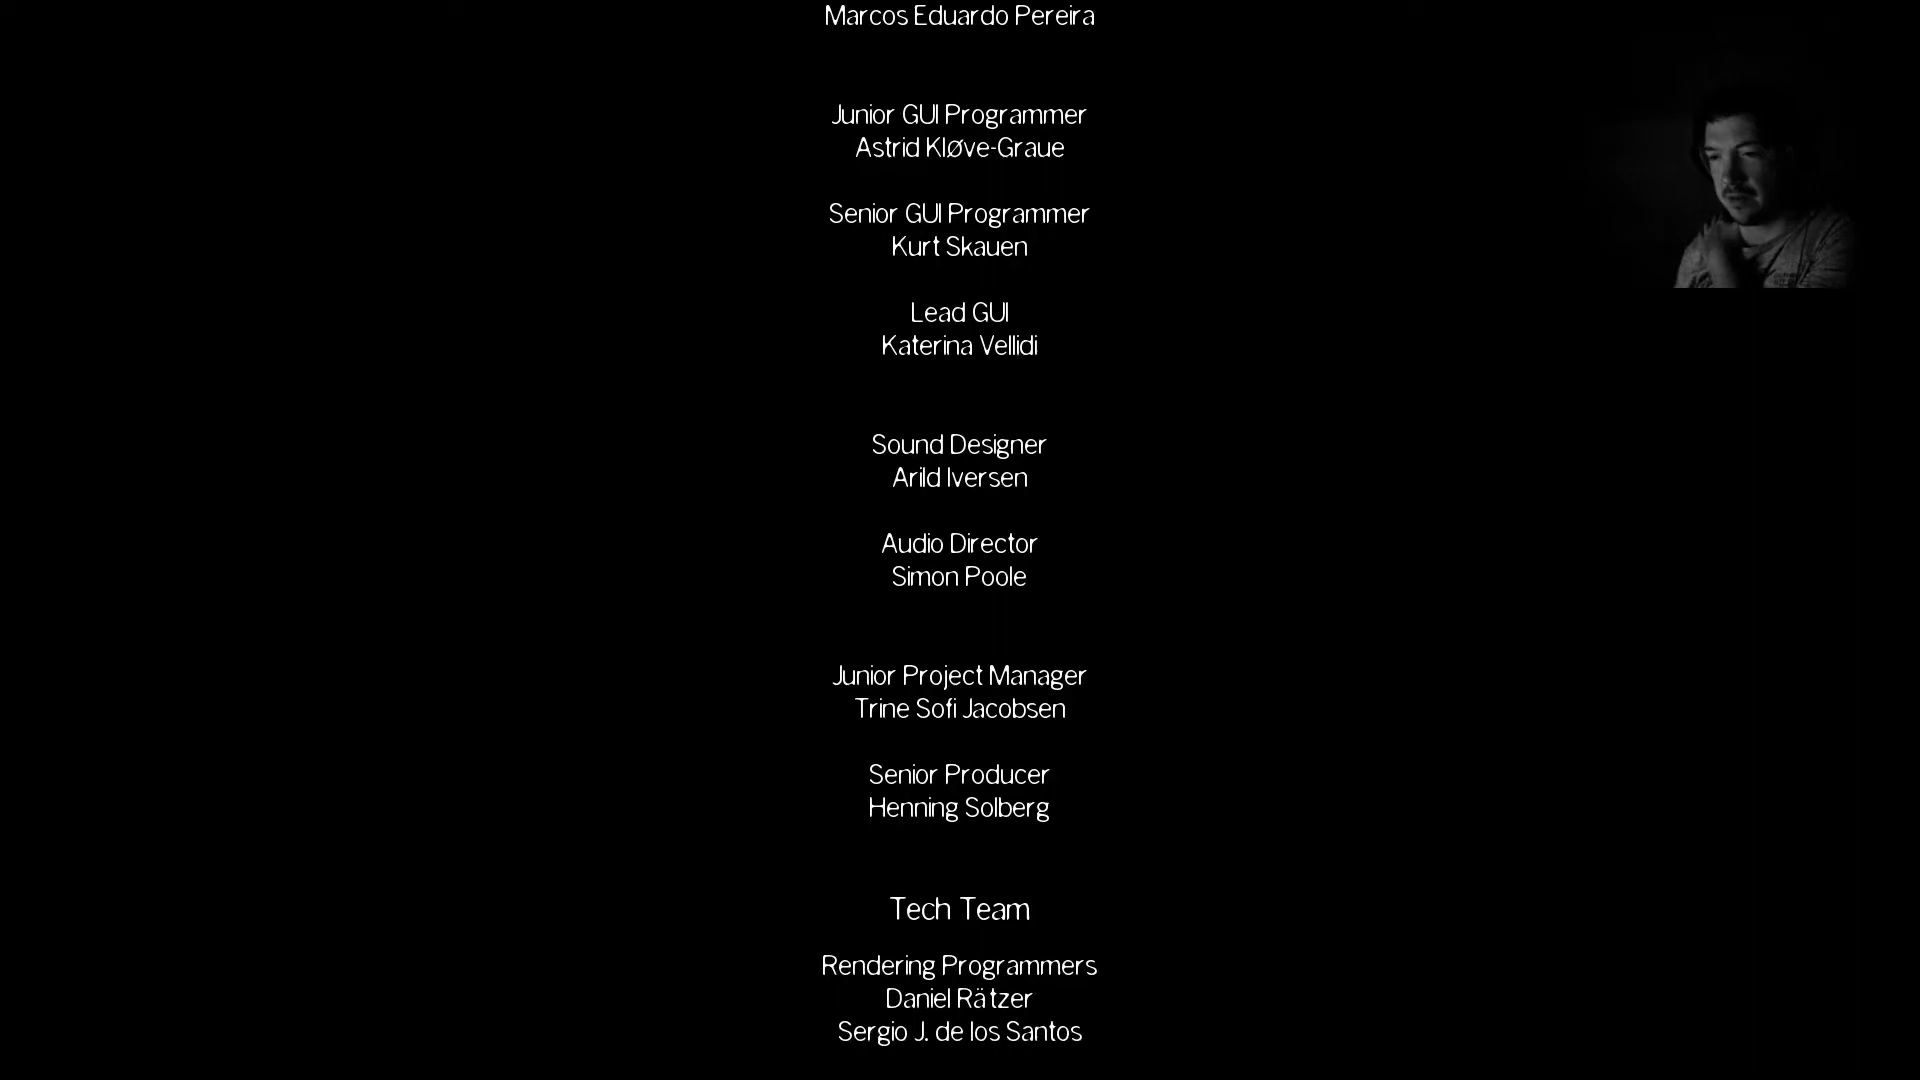 Marcos Eduardo Pereira
Junior GUI Programmer
Astrid Kløve-Graue
Senior GUI Programmer
Kurt Skauen
Lead GUI
Katerina Vellidi
Sound Designer
Arild Iversen
Audio Director
Simon Poole
Junior Project Manager
Trine Sofi Jacobsen
Senior Producer
Henning Solberg
Tech Team
Rendering Programmers
Daniel Rätzer
Sergio J. de los Santos